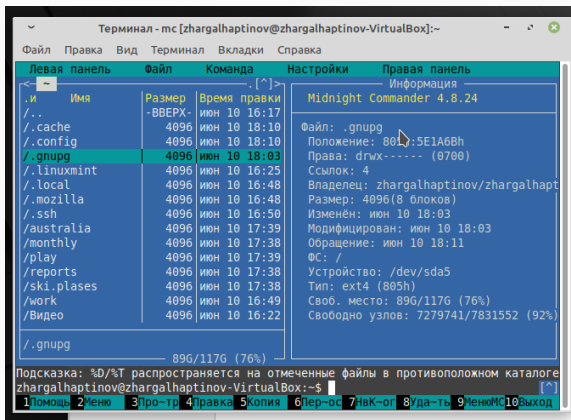 Терминал - mc [zhargalhaptinov@zhargalhaptinov-VirtualBox]:~
Файл Правка Вид Терминал Вкладки Справка
Левая панель Файл Команда Настройки Правая панель
<- ~ .[^]>
.и Имя Размер Время правки
/.. -ВВЕРХ- июн 10 16:17
/.cache 4096 июн 10 18:10
/.config 4096 июн 10 18:10
/.gnupg 4096 июн 10 18:03
/.linuxmint 4096 июн 10 16:25
/.local 4096 июн 10 16:48
/.mozilla 4096 июн 10 16:48
/.ssh 4096 июн 10 16:50
/australia 4096 июн 10 17:39
/monthly 4096 июн 10 17:38
/play 4096 июн 10 17:39
/reports 4096 июн 10 17:38
/ski.plases 4096 июн 10 17:38
/work 4096 июн 10 16:49
/Видео 4096 июн 10 16:22
/.gnupg
89G/117G (76%)
Информация
Midnight Commander 4.8.24
Файл: .gnupg
Положение: :5E1A6Bh
Права: drwx------ (0700)
Ссылок: 4
Владелец: zhargalhaptinov/zhargalhapt
Размер: 4096(8 блоков)
Изменён: июн 10 18:03
Модифицирован: июн 10 18:03
Обращение: июн 10 18:11
ФС: /
Устройство: /dev/sda5
Тип: ext4 (805h)
Своб. место: 89G/117G (76%)
Свободно узлов: 7279741/7831552 (92%)
Подсказка: %D/%T распространяется на отмеченные файлы в противоположном каталоге
zhargalhaptinov@zhargalhaptinov-VirtualBox:~$ [^]
1Помощь 2Меню 3Про~тр 4Правка 5Копия 6Пер~ос 7НвК~ог 8Уда~ть 9МенюMC 10Выход